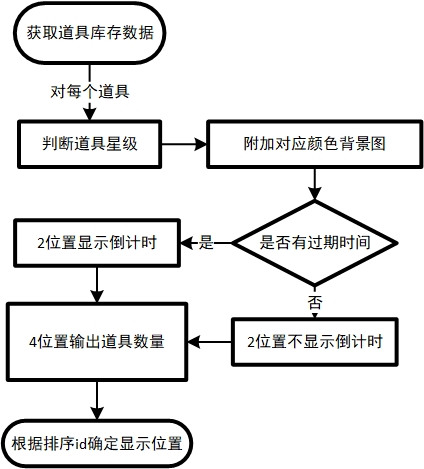 获取道具库存数据
对每个道具
判断道具星级
附加对应颜色背景图
是否有过期时间
是
2位置显示倒计时
否
2位置不显示倒计时
4位置输出道具数量
根据排序id确定显示位置